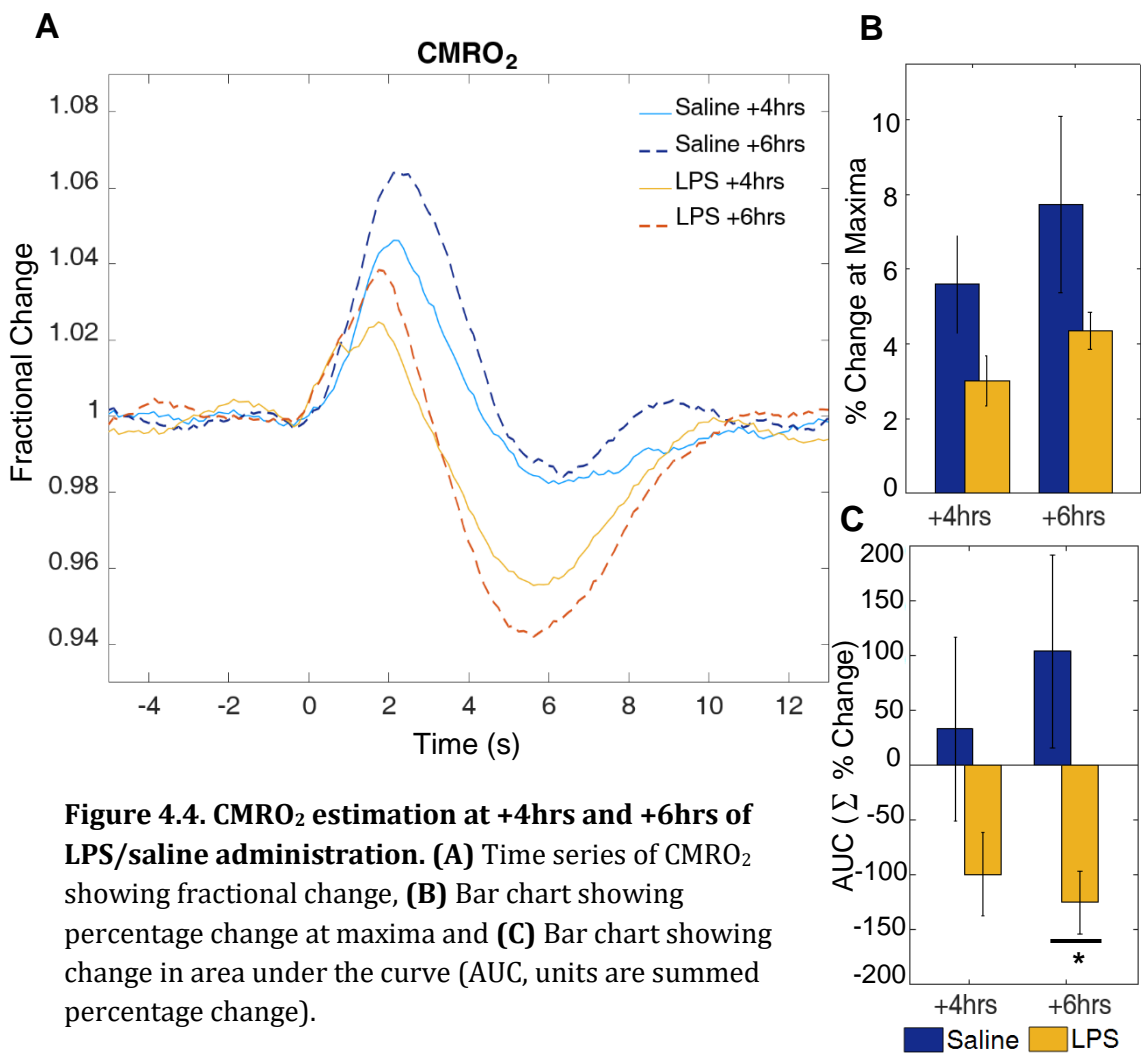 A
CMRO₂
Fractional Change
1.08
1.06
1.04
1.02
1
0.98
0.96
0.94
-4
-2
0
2
4
6
8
10
12
Time (s)
Saline +4hrs
Saline +6hrs
LPS +4hrs
LPS +6hrs
B
% Change at Maxima
10
8
6
4
2
0
+4hrs
+6hrs
C
AUC (Σ % Change)
200
150
100
50
0
-50
-100
-150
-200
*
+4hrs
+6hrs
Saline
LPS
Figure 4.4. CMRO₂ estimation at +4hrs and +6hrs of
LPS/saline administration. (A) Time series of CMRO₂
showing fractional change, (B) Bar chart showing
percentage change at maxima and (C) Bar chart showing
change in area under the curve (AUC, units are summed
percentage change).